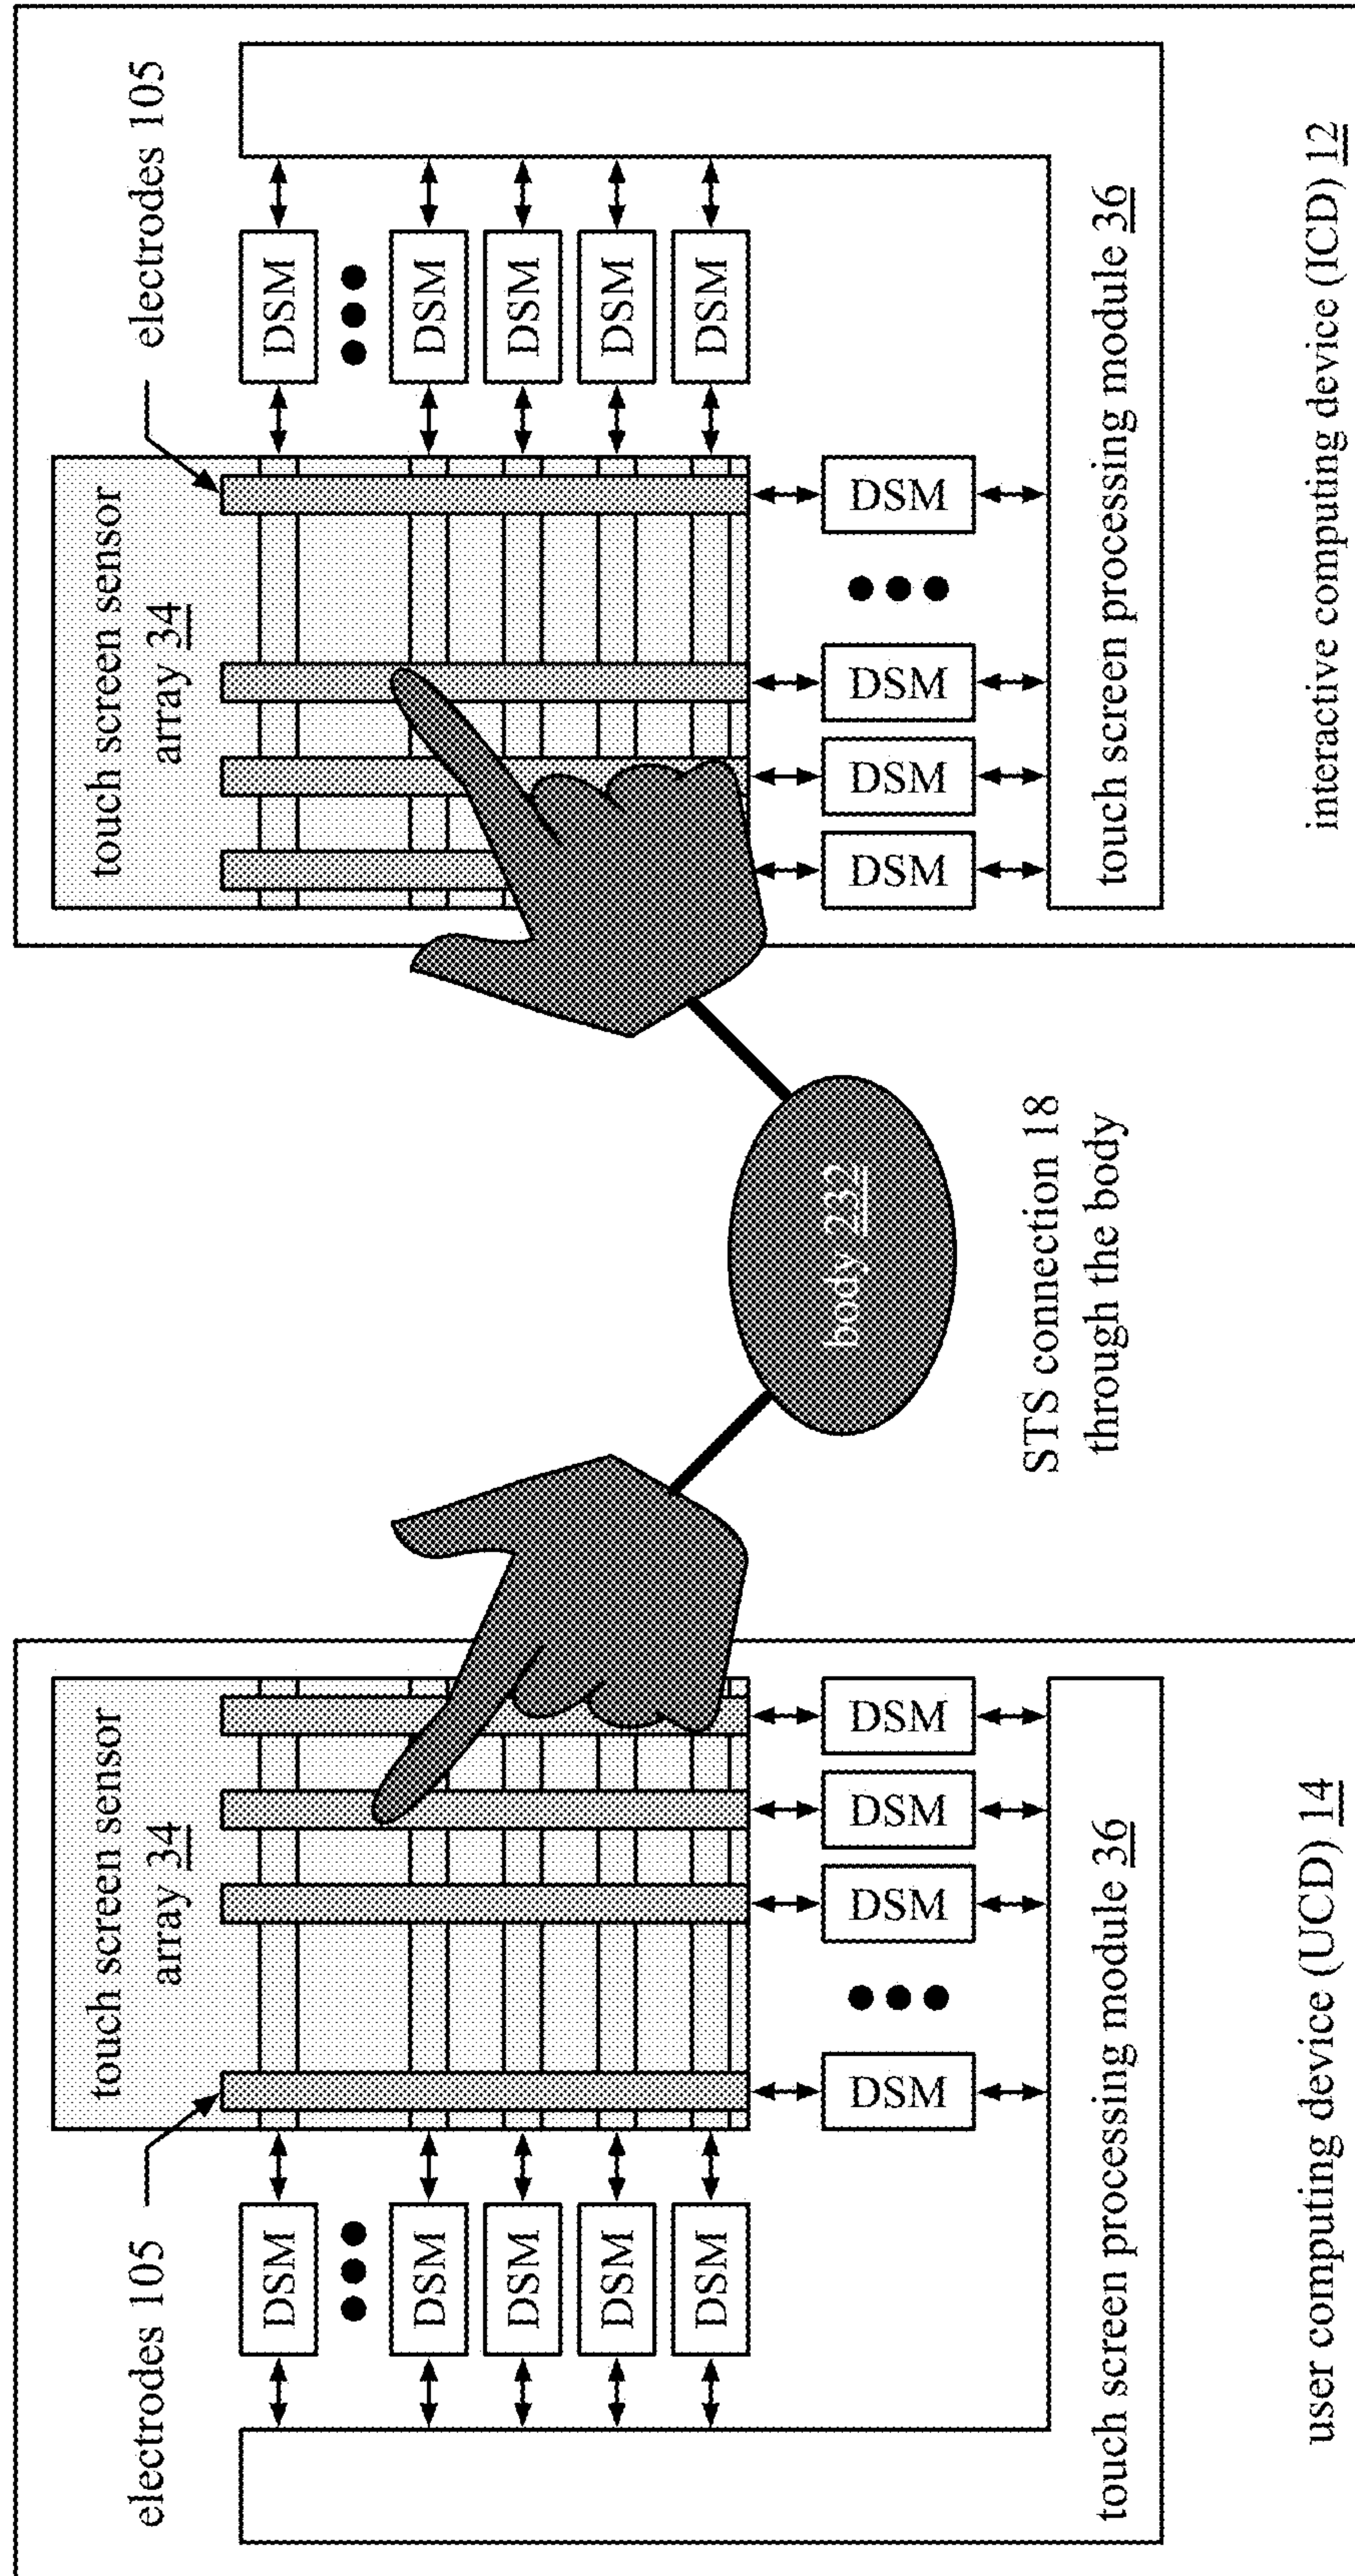 electrodes 105
touch screen sensor
array 34
DSM
DSM
DSM
DSM
DSM
DSM
DSM
DSM
DSM
touch screen processing module 36
user computing device (UCD) 14
body 232
STS connection 18
through the body
touch screen sensor
array 34
electrodes 105
DSM
DSM
DSM
DSM
DSM
DSM
DSM
DSM
DSM
touch screen processing module 36
interactive computing device (ICD) 12